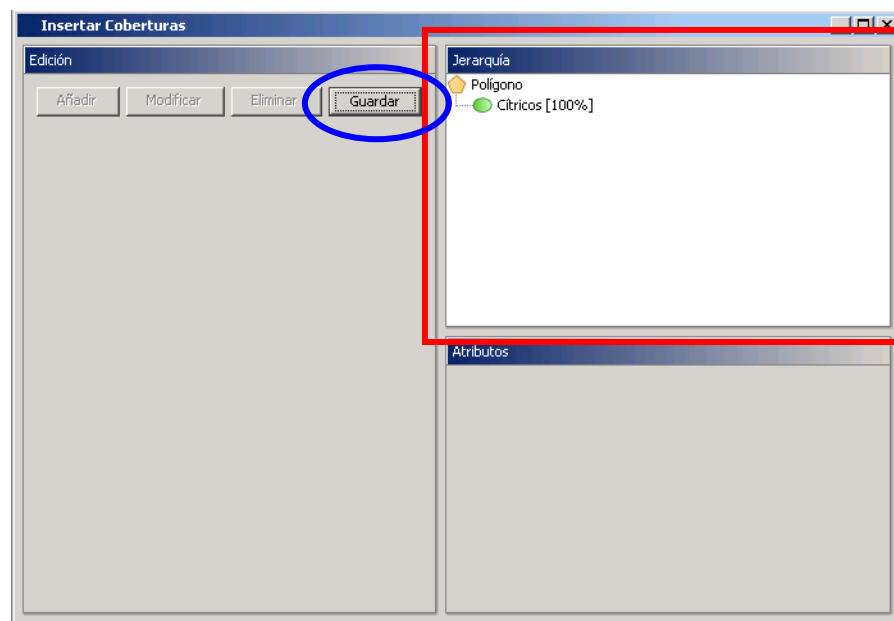 Insertar Coberturas
Edición
Añadir Modificar Eliminar Guardar
Jerarquía
Polígono
Cítricos [100%]
Atributos